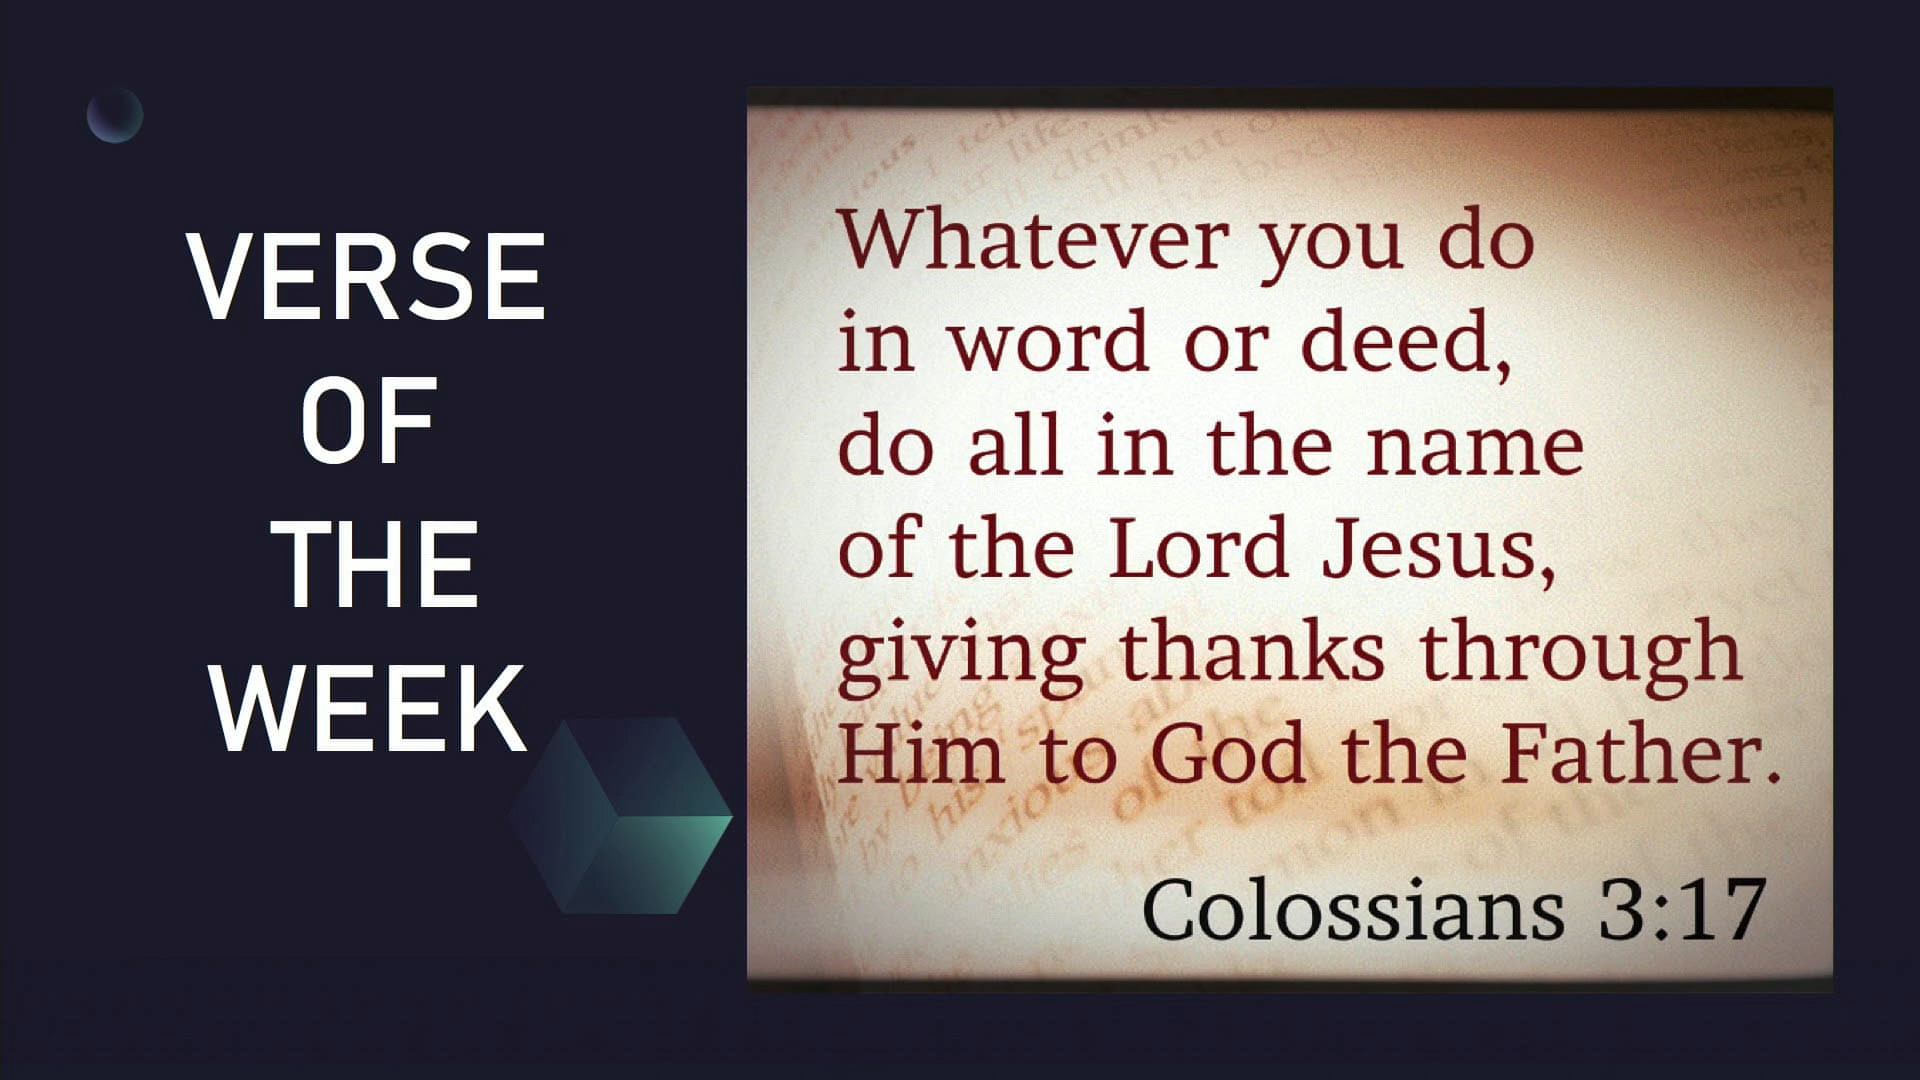 VERSE
OF
THE
WEEK
Whatever you do
in word or deed,
do all in the name
of the Lord Jesus,
giving thanks through
Him to God the Father.
Colossians 3:17